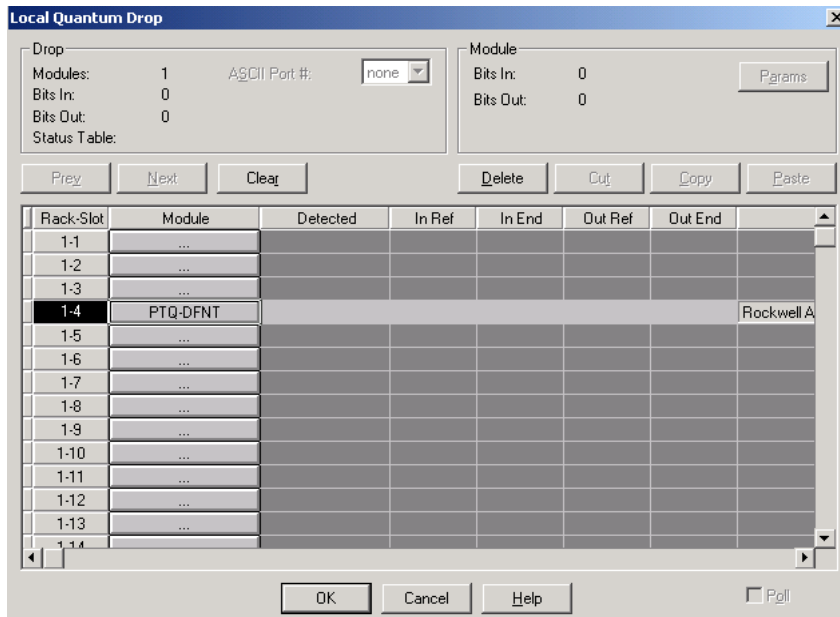 Local Quantum Drop
Drop
Modules: 1 ASCII Port #: none
Bits In: 0
Bits Out: 0
Status Table:
Module
Bits In: 0 Params
Bits Out: 0
Prev Next Clear Delete Cut Copy Paste
Rack-Slot Module Detected In Ref In End Out Ref Out End
1-1 ...
1-2 ...
1-3 ...
1-4 PTQ-DFNT Rockwell A
1-5 ...
1-6 ...
1-7 ...
1-8 ...
1-9 ...
1-10 ...
1-11 ...
1-12 ...
1-13 ...
1-14
OK Cancel Help Poll